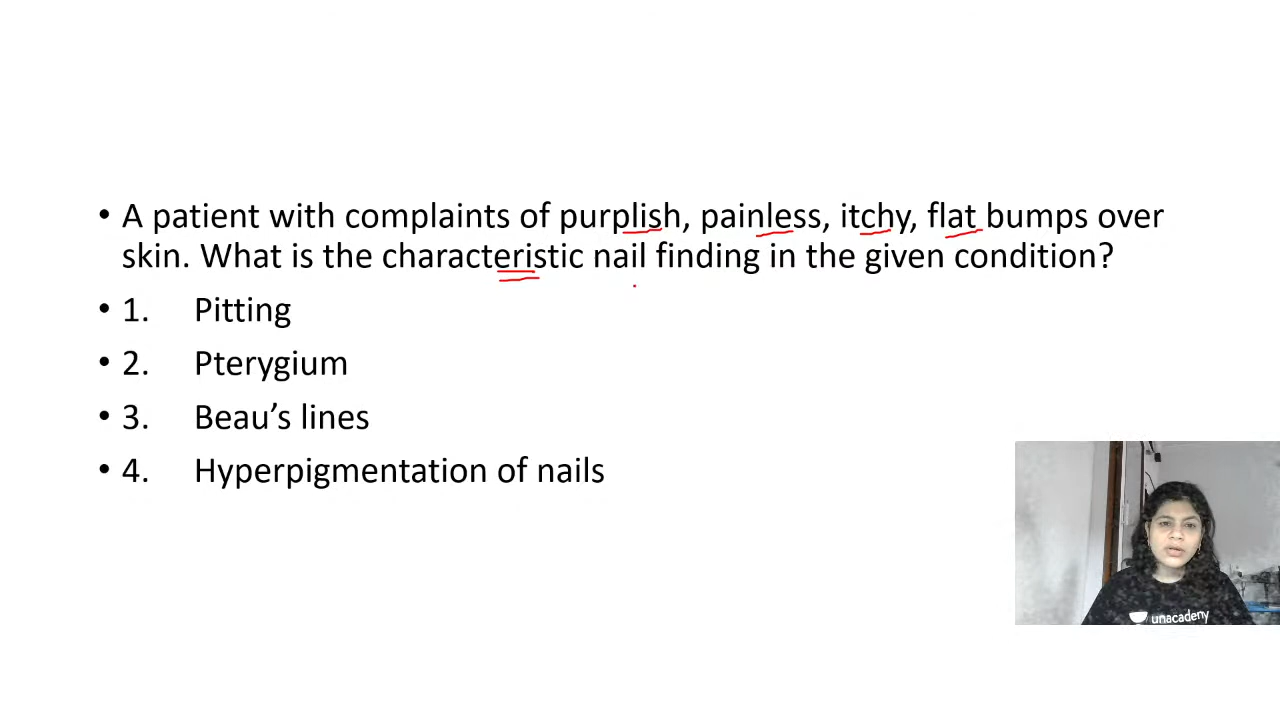 • A patient with complaints of purplish, painless, itchy, flat bumps over
skin. What is the characteristic nail finding in the given condition?
• 1. Pitting
• 2. Pterygium
• 3. Beau’s lines
• 4. Hyperpigmentation of nails
unacademy